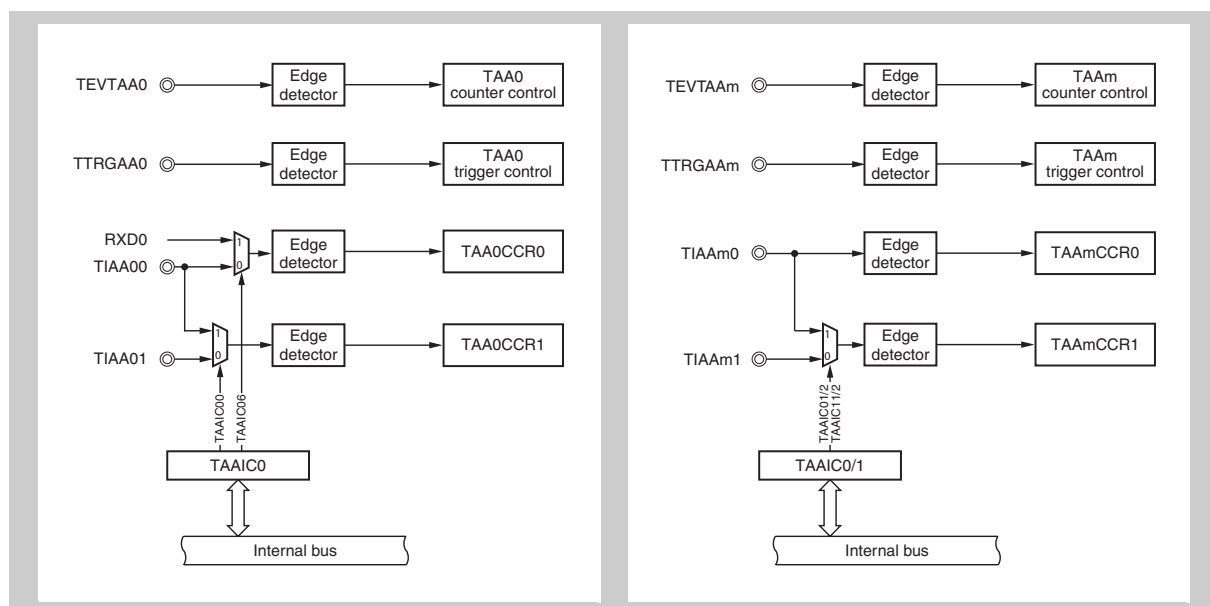 TEVTAA0
Edge
detector
TAA0
counter control
TTRGAA0
Edge
detector
TAA0
trigger control
RXD0
TIAA00
1
0
Edge
detector
TAA0CCR0
TIAA01
1
0
Edge
detector
TAA0CCR1
TAAIC00
TAAIC06
TAAIC0
Internal bus
TEVTAAm
Edge
detector
TAAm
counter control
TTRGAAm
Edge
detector
TAAm
trigger control
TIAAm0
Edge
detector
TAAmCCR0
TIAAm1
1
0
Edge
detector
TAAmCCR1
TAAIC01/2
TAAIC11/2
TAAIC0/1
Internal bus